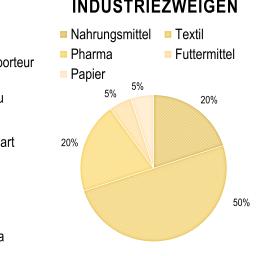 INDUSTRIEZWEIGEN
Nahrungsmittel Textil
Pharma Futtermittel
Papier
5%
5%
20%
20%
50%
porteur
art